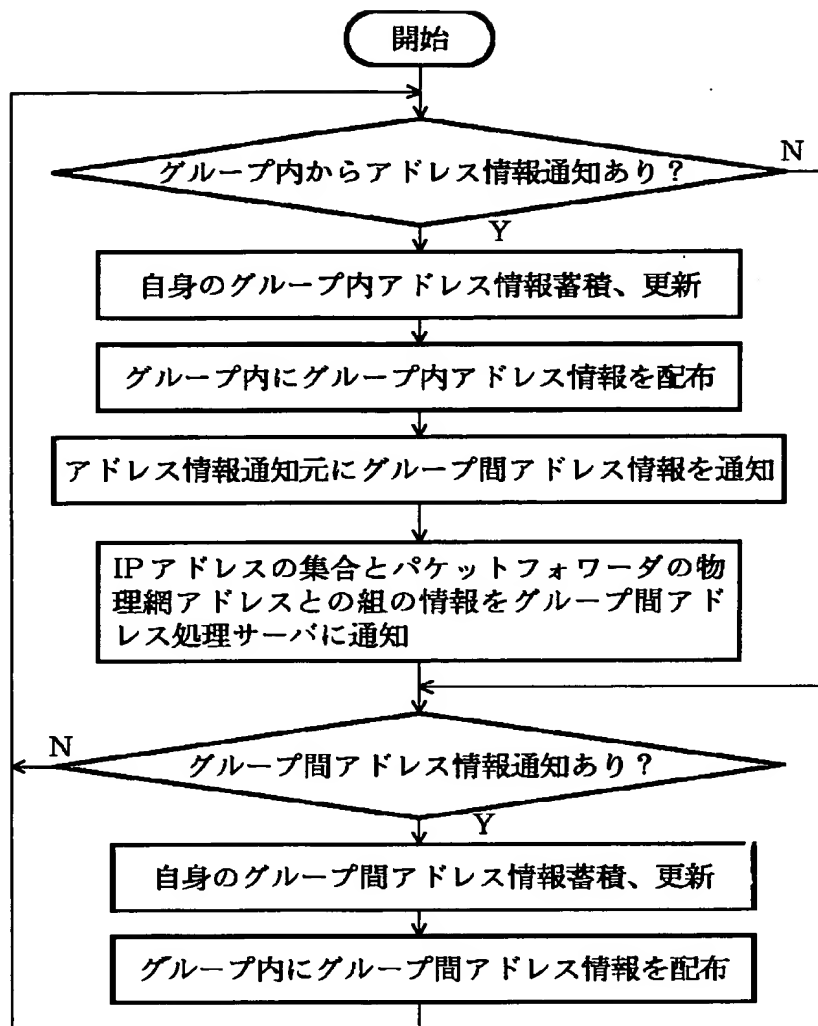 開始
グループ内からアドレス情報通知あり？
N
Y
自身のグループ内アドレス情報蓄積、更新
グループ内にグループ内アドレス情報を配布
アドレス情報通知元にグループ間アドレス情報を通知
IPアドレスの集合とパケットフォワーダの物
理網アドレスとの組の情報をグループ間アド
レス処理サーバに通知
N
グループ間アドレス情報通知あり？
Y
自身のグループ間アドレス情報蓄積、更新
グループ内にグループ間アドレス情報を配布